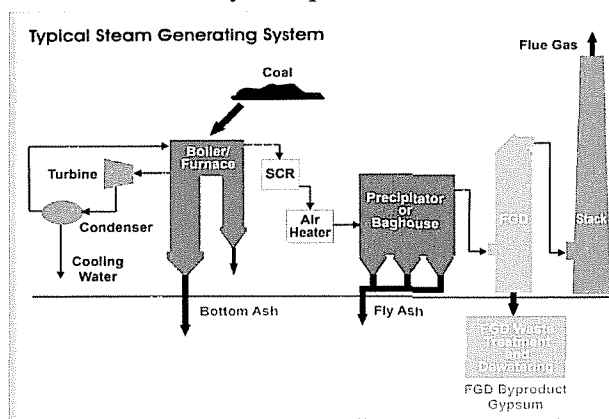 Typical Steam Generating System
Flue Gas
Coal
Boiler/
Furnace
Turbine
SCR
Condenser
Air
Heater
Precipitator
or
Baghouse
FGD
Stack
Cooling
Water
Bottom Ash
Fly Ash
FGD Waste
Treatment
and
Dewatering
FGD Byproduct
Gypsum